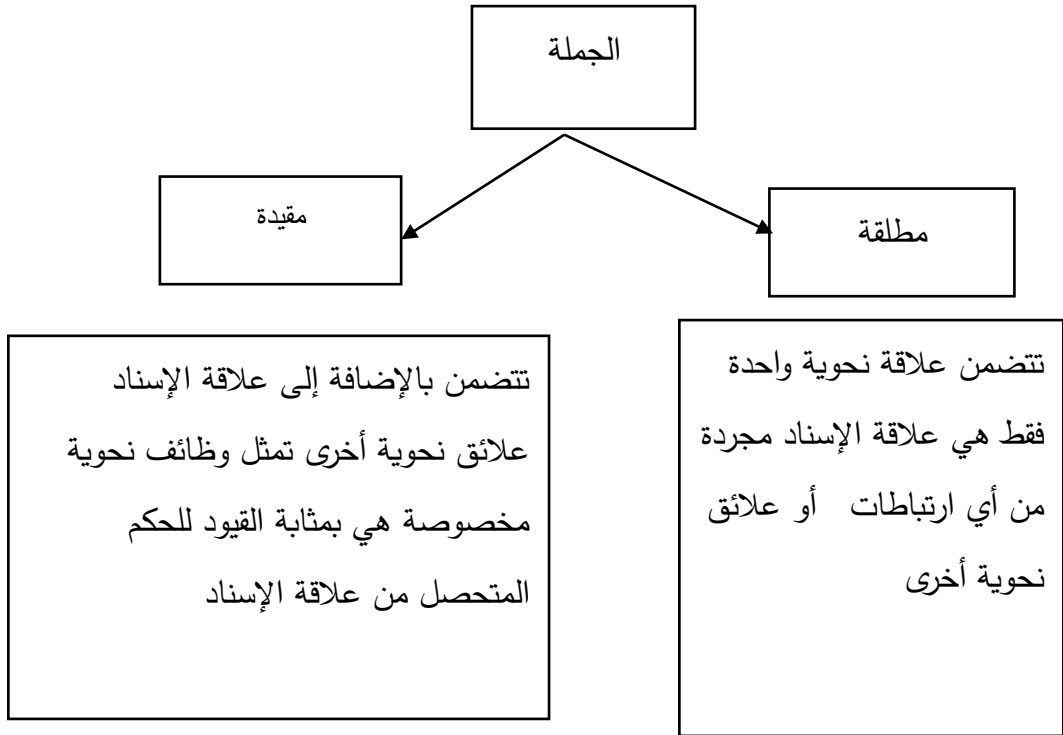 الجملة
مطلقة
مقيدة
تتضمن علاقة نحوية واحدة
فقط هي علاقة الإسناد مجردة
من أي ارتباطات أو علائق
نحوية أخرى
تتضمن بالإضافة إلى علاقة الإسناد
علائق نحوية أخرى تمثل وظائف نحوية
مخصوصة هي بمثابة القيود للحكم
المتحصل من علاقة الإسناد